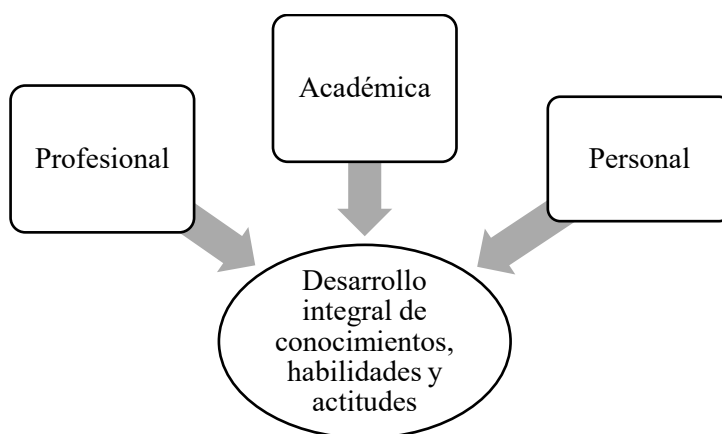 Profesional
Académica
Personal
Desarrollo
integral de
conocimientos,
habilidades y
actitudes